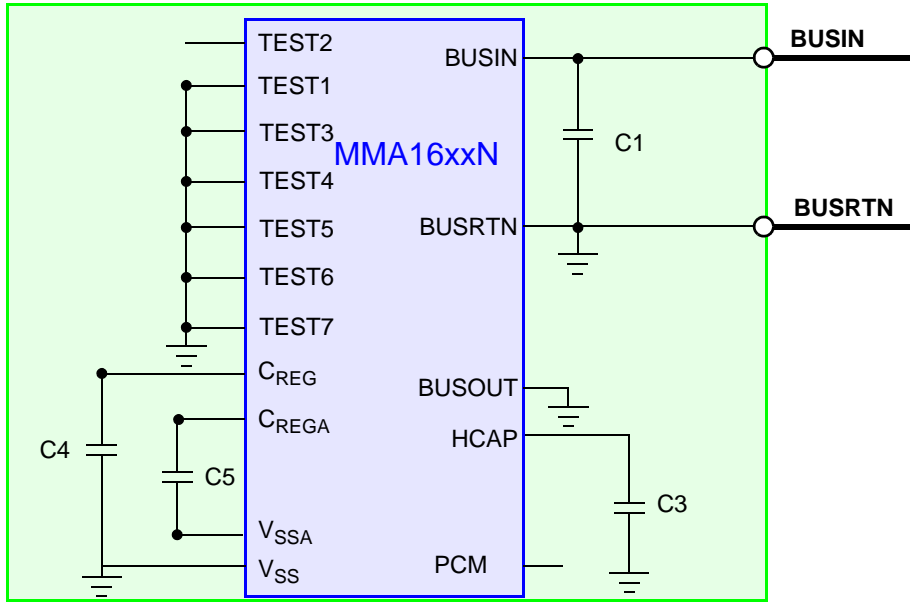 TEST2
TEST1
TEST3
TEST4
TEST5
TEST6
TEST7
CREG
CREGA
VSSA
VSS
C4
C5
MMA16xxN
BUSIN
BUSRTN
BUSOUT
HCAP
PCM
C1
C3
BUSIN
BUSRTN